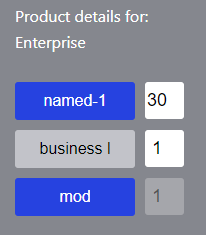 Product details for:
Enterprise
named-1 30
business l 1
mod 1